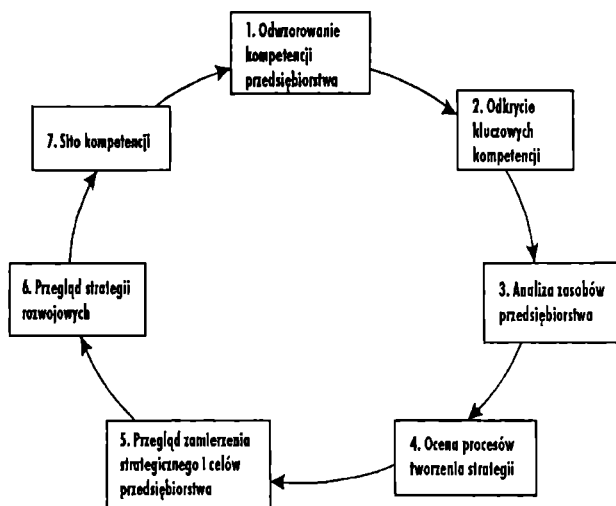 1. Odwzorowanie
kompetencji
przedsiębiorstwa
2. Odkrycie
kluczowych
kompetencji
3. Analiza zasobów
przedsiębiorstwa
4. Ocena procesów
tworzenia strategii
5. Przegląd zamierzenia
strategicznego i celów
przedsiębiorstwa
6. Przegląd strategii
rozwojowych
7. Sito kompetencji